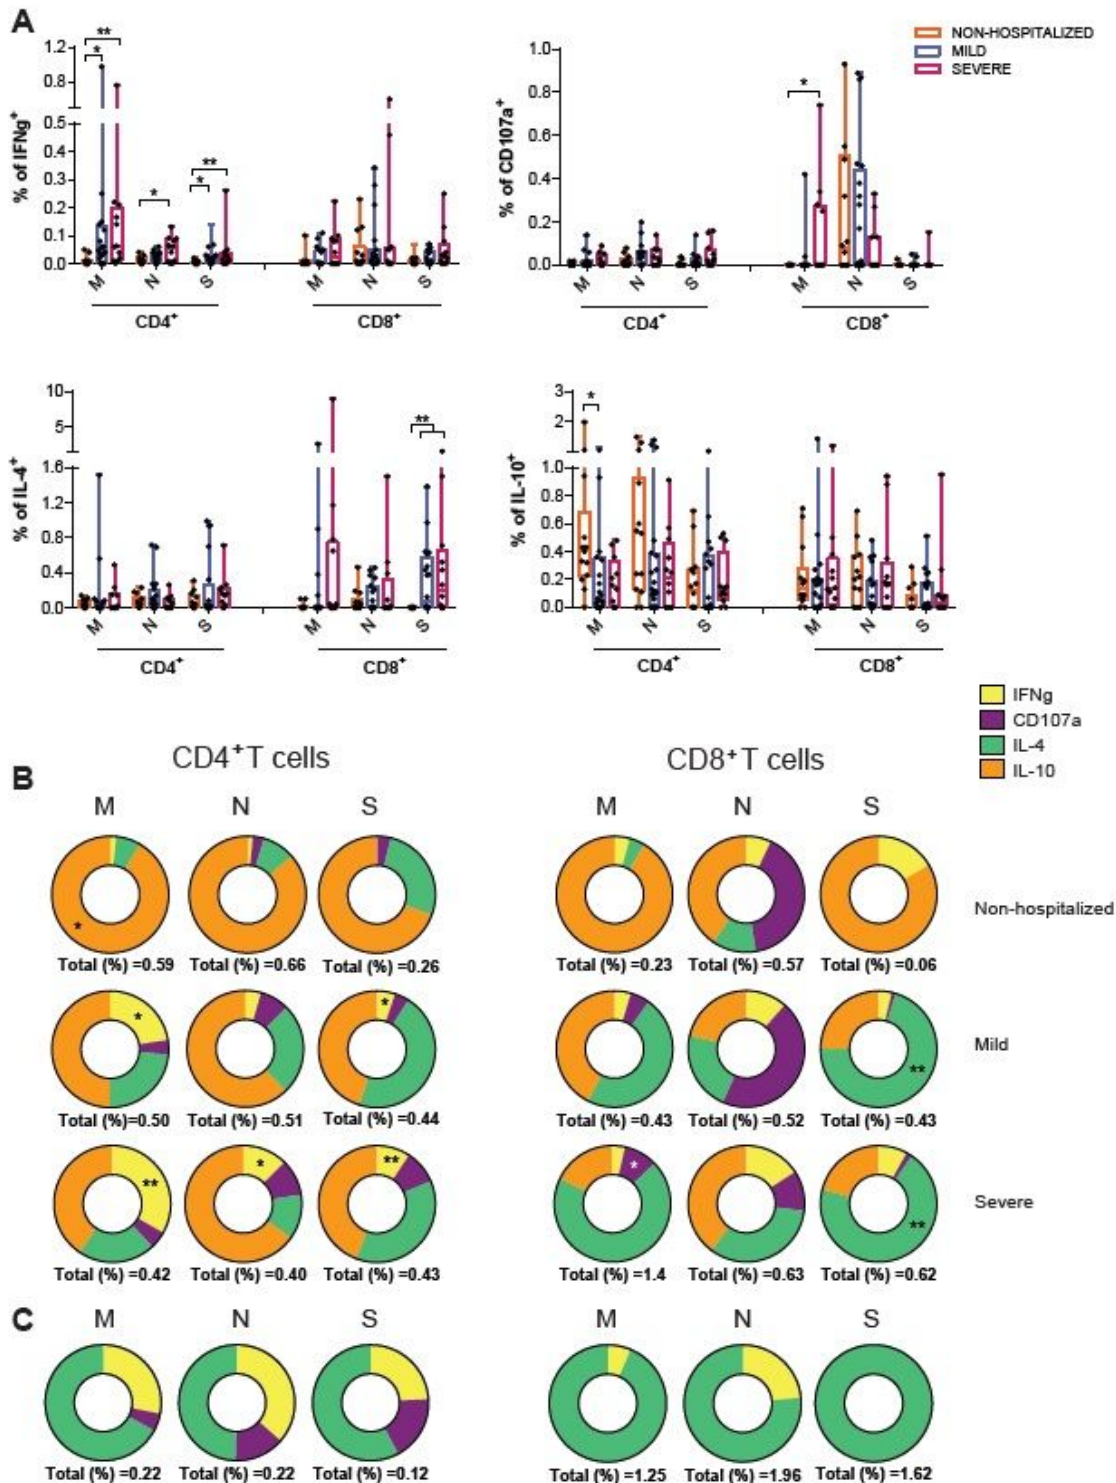 A
NON-HOSPITALIZED
MILD
SEVERE
% of IFNg+
1.2
0.8
0.5
0.4
0.3
0.2
0.1
0.0
** 
*
*
**
*
M N S M N S
CD4+ CD8+
% of CD107a+
1.0
0.8
0.6
0.4
0.2
0.0
*
M N S M N S
CD4+ CD8+
% of IL-4+
10
5
1.6
1.2
0.8
0.4
0.0
**
M N S M N S
CD4+ CD8+
% of IL-10+
3
2
1.0
0.8
0.6
0.4
0.2
0.0
*
M N S M N S
CD4+ CD8+
IFNg
CD107a
IL-4
IL-10
CD4+T cells CD8+T cells
B
M N S M N S
*
Non-hospitalized
Total (%) =0.59 Total (%) =0.66 Total (%) =0.26 Total (%) =0.23 Total (%) =0.57 Total (%) =0.06
* * **
Mild
Total (%)=0.50 Total (%) =0.51 Total (%) =0.44 Total (%) =0.43 Total (%) =0.52 Total (%) =0.43
** * ** * **
Severe
Total (%) =0.42 Total (%) =0.40 Total (%) =0.43 Total (%) =1.4 Total (%) =0.63 Total (%) =0.62
C
M N S M N S
Total (%) =0.22 Total (%) =0.22 Total (%) =0.12 Total (%) =1.25 Total (%) =1.96 Total (%) =1.62